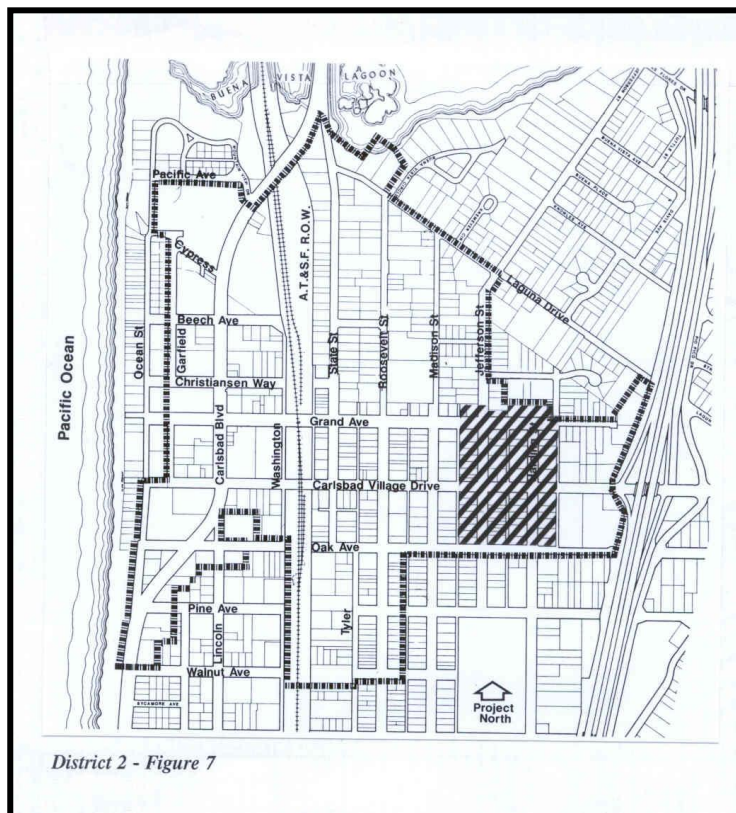 BUENA
VISTA
LAGOON
Pacific Ave
Cypress
A.T.&S.F. R.O.W.
Laguna Drive
Beech Ave
Ocean St
Garfield
State St
Roosevelt St
Madison St
Jefferson St
Christiansen Way
Pacific Ocean
Carlsbad Blvd
Washington
Grand Ave
Carlsbad Village Drive
Oak Ave
Pine Ave
Lincoln
Tyler
Walnut Ave
SYCAMORE AVE
Project
North
District 2 - Figure 7